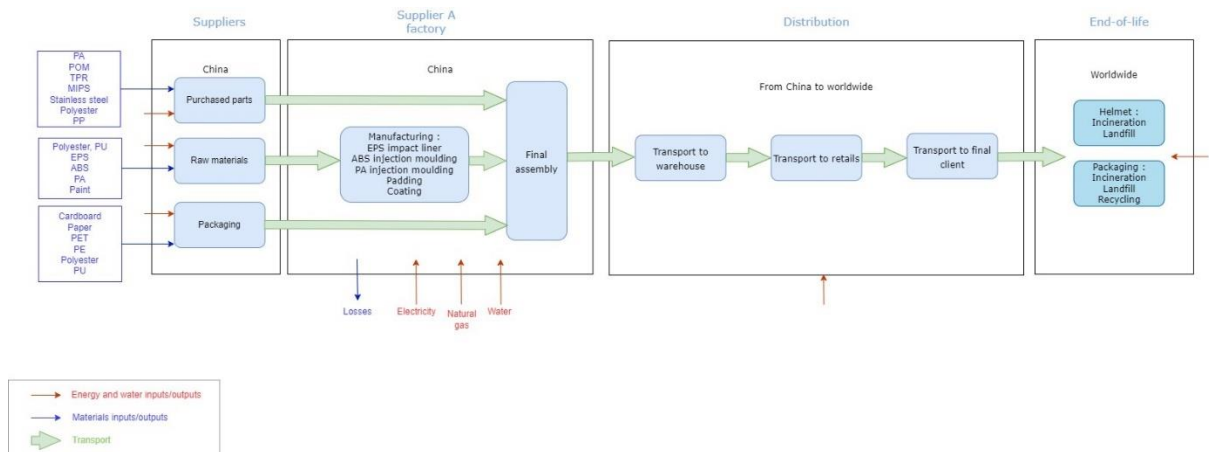 Suppliers
Supplier A
factory
Distribution
End-of-life
PA
POM
TPR
MIPS
Stainless steel
Polyester
PP
Polyester, PU
EPS
ABS
PA
Paint
Cardboard
Paper
PET
PE
Polyester
PU
China
Purchased parts
Raw materials
Packaging
China
Manufacturing :
EPS impact liner
ABS injection moulding
PA injection moulding
Padding
Coating
Final
assembly
Losses
Electricity
Natural
gas
Water
From China to worldwide
Transport to
warehouse
Transport to retails
Transport to final
client
Worldwide
Helmet :
Incineration
Landfill
Packaging :
Incineration
Landfill
Recycling
Energy and water inputs/outputs
Materials inputs/outputs
Transport